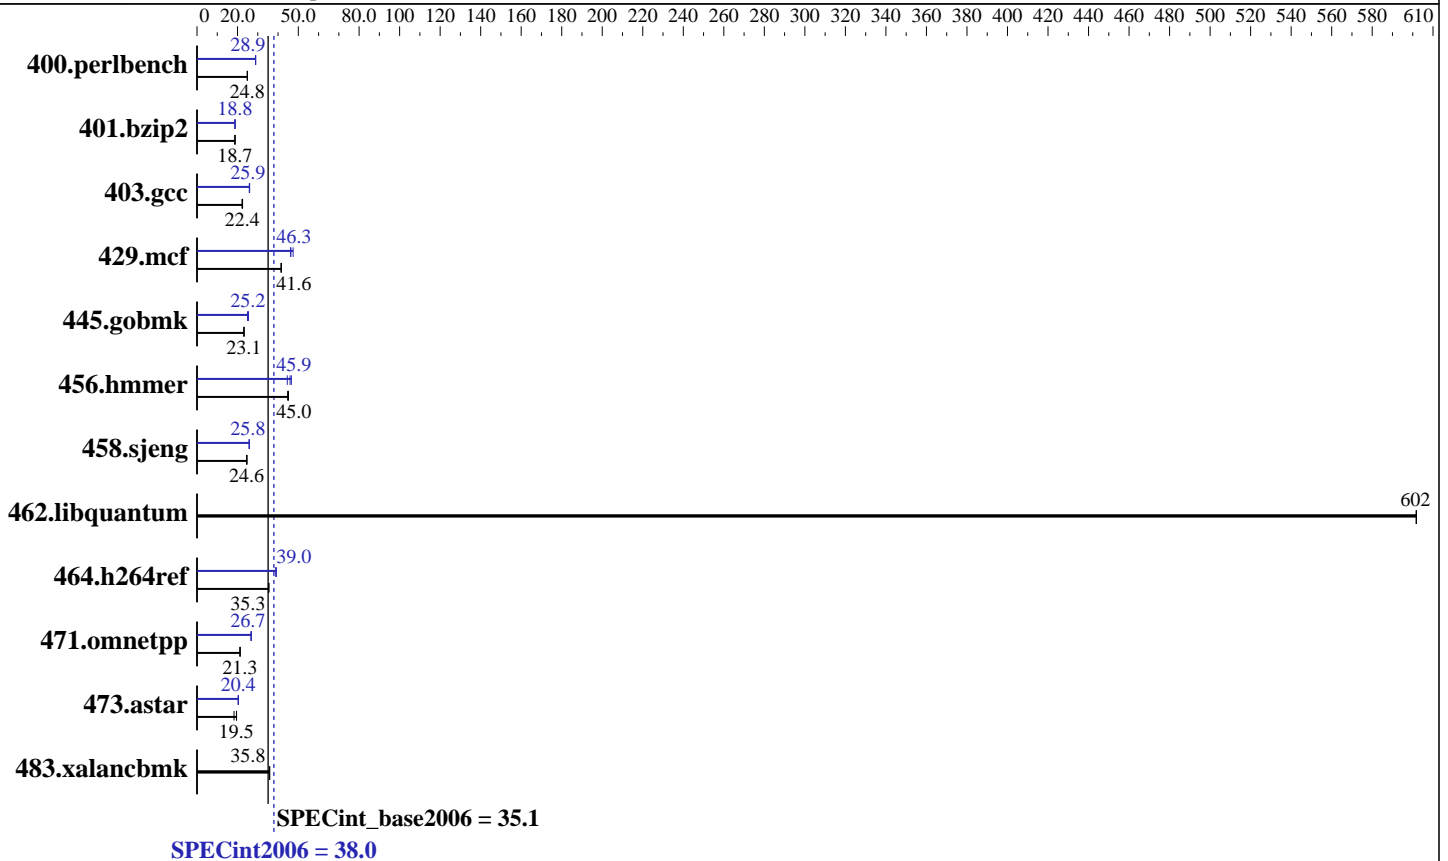 0 20.0 50.0 80.0 100 120 140 160 180 200 220 240 260 280 300 320 340 360 380 400 420 440 460 480 500 520 540 560 580 610
28.9
400.perlbench
24.8
18.8
401.bzip2
18.7
25.9
403.gcc
22.4
46.3
429.mcf
41.6
25.2
445.gobmk
23.1
45.9
456.hmmer
45.0
25.8
458.sjeng
24.6
602
462.libquantum
39.0
464.h264ref
35.3
26.7
471.omnetpp
21.3
20.4
473.astar
19.5
35.8
483.xalancbmk
SPECint_base2006 = 35.1
SPECint2006 = 38.0